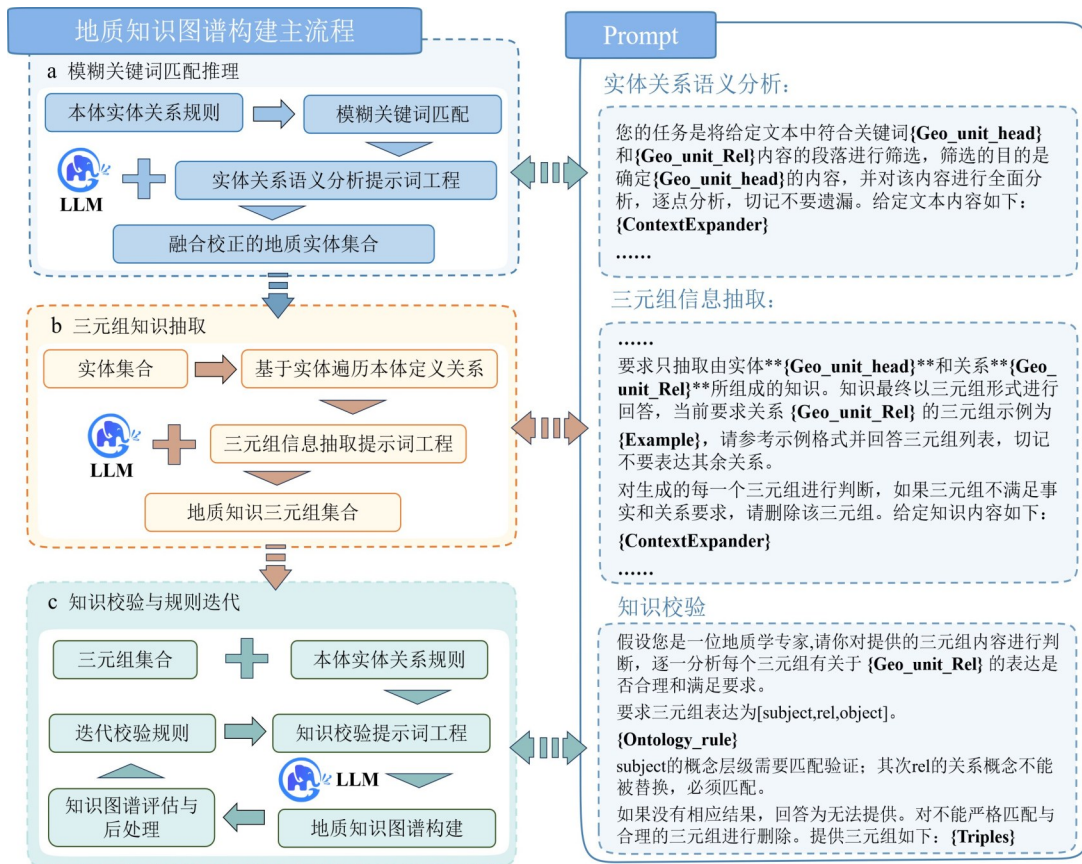 地质知识图谱构建主流程
a 模糊关键词匹配推理
本体实体关系规则
模糊关键词匹配
LLM
实体关系语义分析提示词工程
融合校正的地质实体集合
b 三元组知识抽取
实体集合
基于实体遍历本体定义关系
LLM
三元组信息抽取提示词工程
地质知识三元组集合
c 知识校验与规则迭代
三元组集合
本体实体关系规则
迭代校验规则
知识校验提示词工程
LLM
知识图谱评估与
后处理
地质知识图谱构建
Prompt
实体关系语义分析：
您的任务是将给定文本中符合关键词{Geo_unit_head}
和{Geo_unit_Rel}内容的段落进行筛选，筛选的目的是
确定{Geo_unit_head}的内容，并对该内容进行全面分
析，逐点分析，切记不要遗漏。给定文本内容如下：
{ContextExpander}
......
三元组信息抽取：
......
要求只抽取由实体**{Geo_unit_head}**和关系**{Geo_
unit_Rel}**所组成的知识。知识最终以三元组形式进行
回答，当前要求关系 {Geo_unit_Rel} 的三元组示例为
{Example}，请参考示例格式并回答三元组列表，切记
不要表达其余关系。
对生成的每一个三元组进行判断，如果三元组不满足事
实和关系要求，请删除该三元组。给定知识内容如下：
{ContextExpander}
......
知识校验
假设您是一位地质学专家,请你对提供的三元组内容进行判
断，逐一分析每个三元组有关于 {Geo_unit_Rel} 的表达是
否合理和满足要求。
要求三元组表达为[subject,rel,object]。
{Ontology_rule}
subject的概念层级需要匹配验证；其次rel的关系概念不能
被替换，必须匹配。
如果没有相应结果，回答为无法提供。对不能严格匹配与
合理的三元组进行删除。提供三元组如下：{Triples}